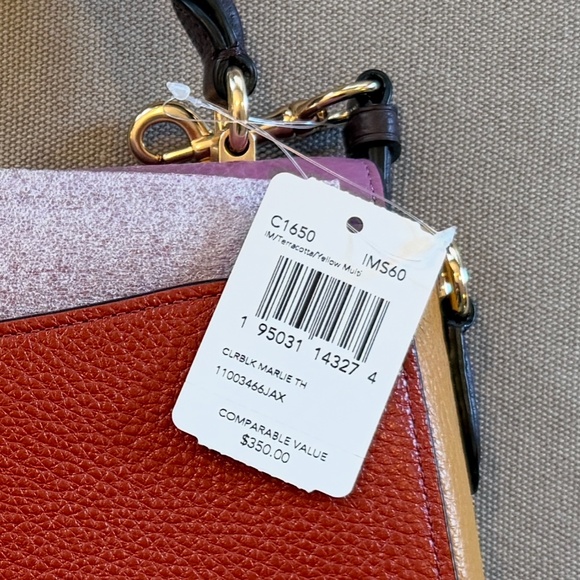 C1650 IMS60
IM/Terracotta/Yellow Multi
1 95031 14327 4
CLRBLK MARLIE TH
11003466JAX
COMPARABLE VALUE
$350.00